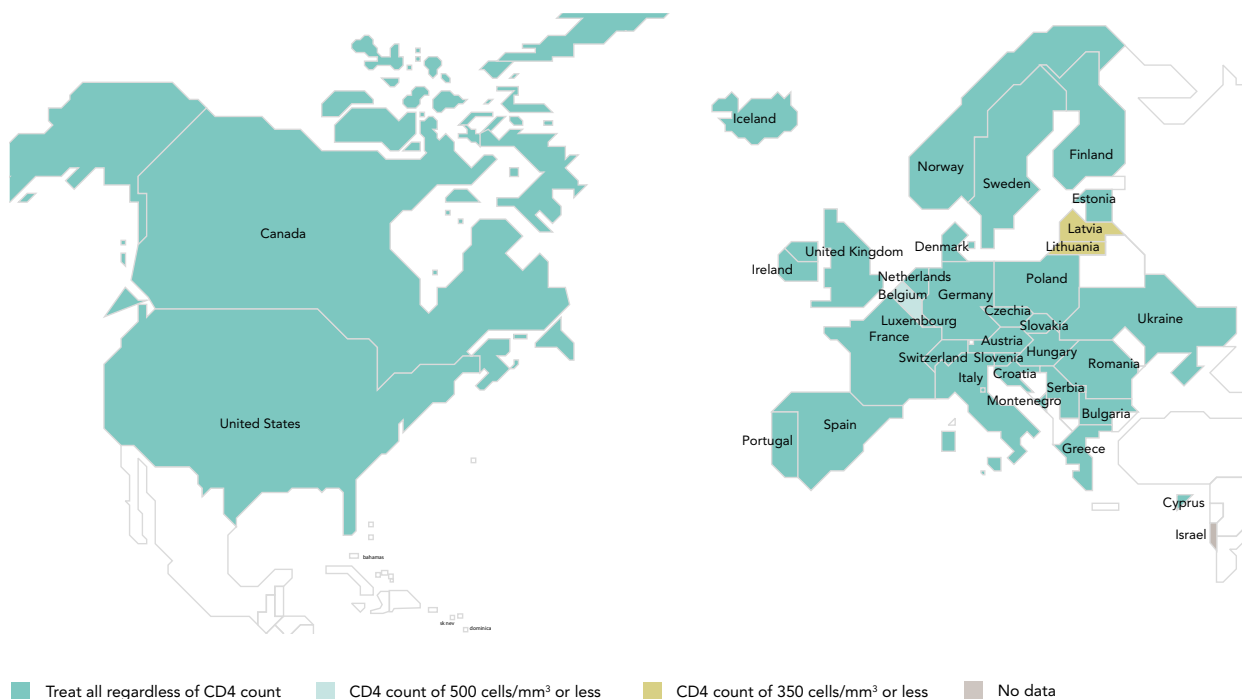 Iceland
Norway
Sweden
Finland
Estonia
Latvia
Lithuania
Canada
United Kingdom
Denmark
Ireland
Netherlands
Poland
Belgium
Germany
Czechia
Ukraine
Luxembourg
Slovakia
France
Austria
Switzerland
Slovenia
Hungary
Romania
Italy
Croatia
Serbia
Montenegro
Bulgaria
United States
Spain
Portugal
Greece
Cyprus
Israel
bahamas
sk nev
dominica
Treat all regardless of CD4 count
CD4 count of 500 cells/mm³ or less
CD4 count of 350 cells/mm³ or less
No data